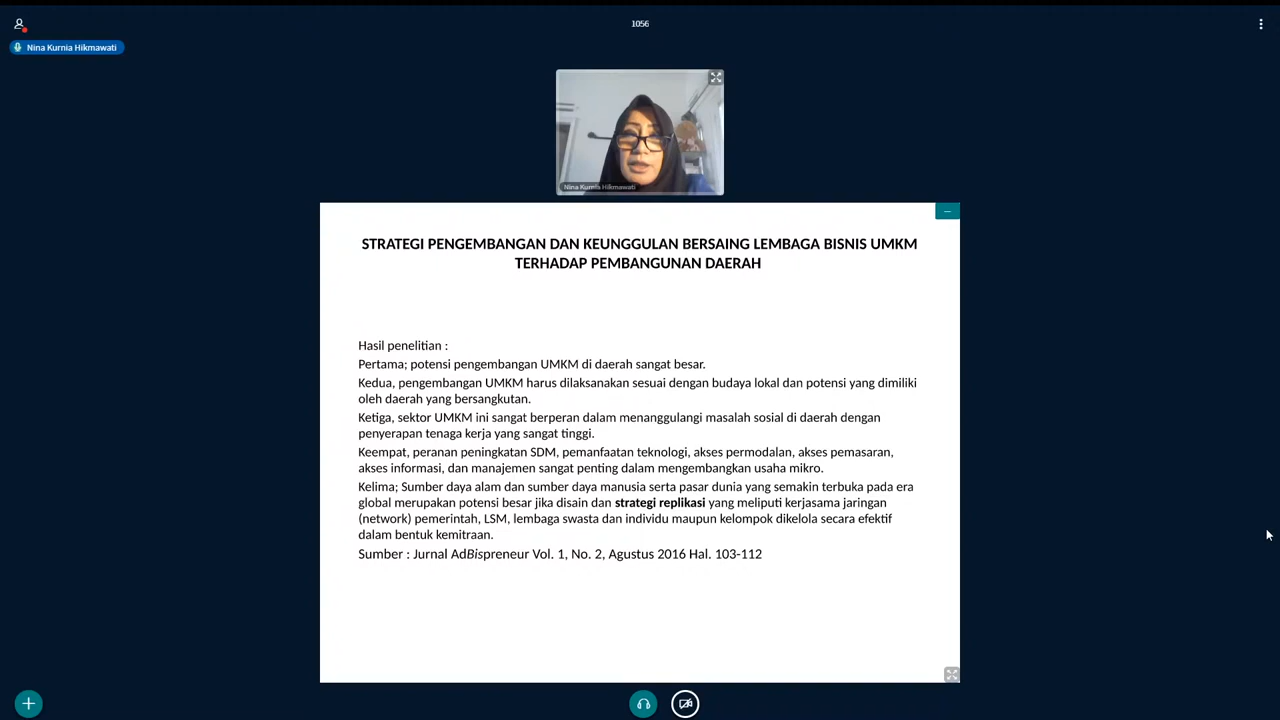 1056
Nina Kurnia Hikmawati
Nina Kurnia Hikmawati
STRATEGI PENGEMBANGAN DAN KEUNGGULAN BERSAING LEMBAGA BISNIS UMKM
TERHADAP PEMBANGUNAN DAERAH
Hasil penelitian :
Pertama; potensi pengembangan UMKM di daerah sangat besar.
Kedua, pengembangan UMKM harus dilaksanakan sesuai dengan budaya lokal dan potensi yang dimiliki
oleh daerah yang bersangkutan.
Ketiga, sektor UMKM ini sangat berperan dalam menanggulangi masalah sosial di daerah dengan
penyerapan tenaga kerja yang sangat tinggi.
Keempat, peranan peningkatan SDM, pemanfaatan teknologi, akses permodalan, akses pemasaran,
akses informasi, dan manajemen sangat penting dalam mengembangkan usaha mikro.
Kelima; Sumber daya alam dan sumber daya manusia serta pasar dunia yang semakin terbuka pada era
global merupakan potensi besar jika disain dan strategi replikasi yang meliputi kerjasama jaringan
(network) pemerintah, LSM, lembaga swasta dan individu maupun kelompok dikelola secara efektif
dalam bentuk kemitraan.
Sumber : Jurnal AdBispreneur Vol. 1, No. 2, Agustus 2016 Hal. 103-112